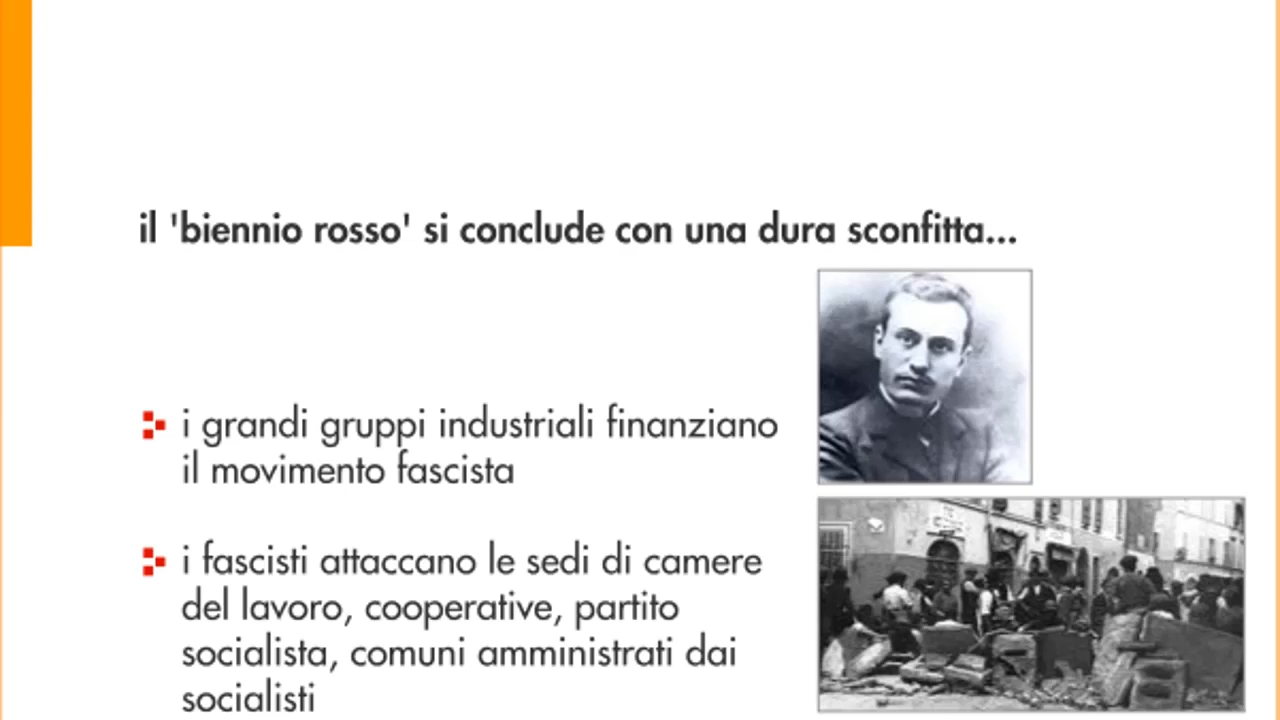 il 'biennio rosso' si conclude con una dura sconfitta...
i grandi gruppi industriali finanziano
il movimento fascista
i fascisti attaccano le sedi di camere
del lavoro, cooperative, partito
socialista, comuni amministrati dai
socialisti